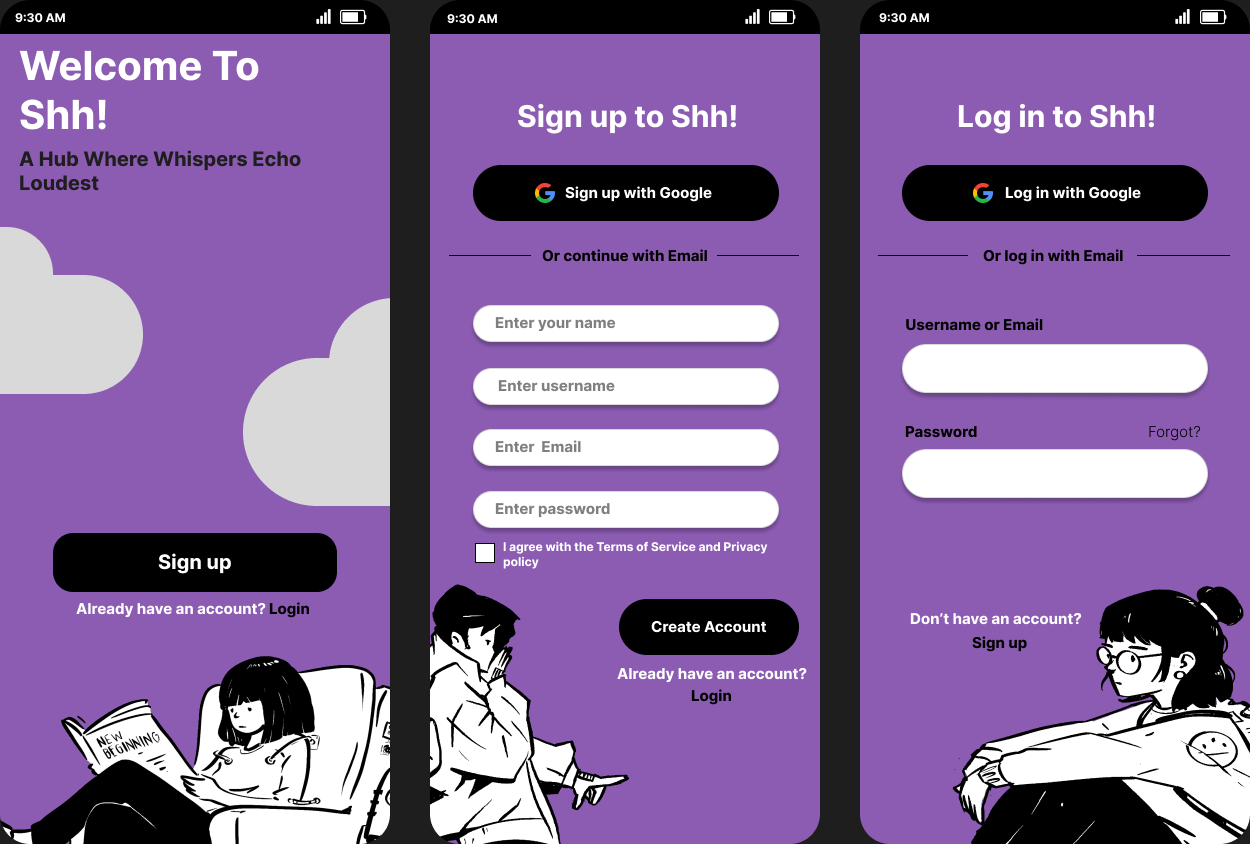 9:30 AM
Welcome To
Shh!
A Hub Where Whispers Echo
Loudest
Sign up
Already have an account? Login
NEW
BEGINNING
9:30 AM
Sign up to Shh!
Sign up with Google
Or continue with Email
Enter your name
Enter username
Enter  Email
Enter password
I agree with the Terms of Service and Privacy
policy
Create Account
Already have an account?
Login
9:30 AM
Log in to Shh!
Log in with Google
Or log in with Email
Username or Email
Password Forgot?
Don’t have an account?
Sign up